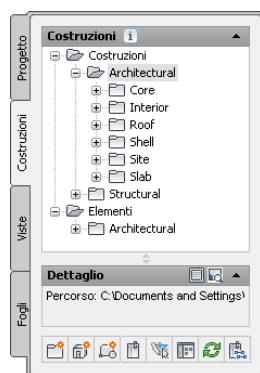 Progetto
Costruzioni
Viste
Fogli
Costruzioni
Costruzioni
Architectural
Core
Interior
Roof
Shell
Site
Slab
Structural
Elementi
Architectural
Dettaglio
Percorso: C:\Documents and Settings\